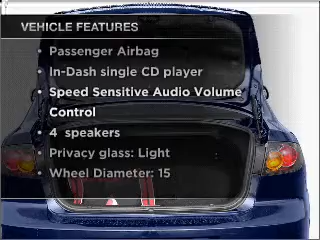 VEHICLE FEATURES
• Passenger Airbag
• In-Dash single CD player
• Speed Sensitive Audio Volume
Control
• 4 speakers
• Privacy glass: Light
• Wheel Diameter: 15